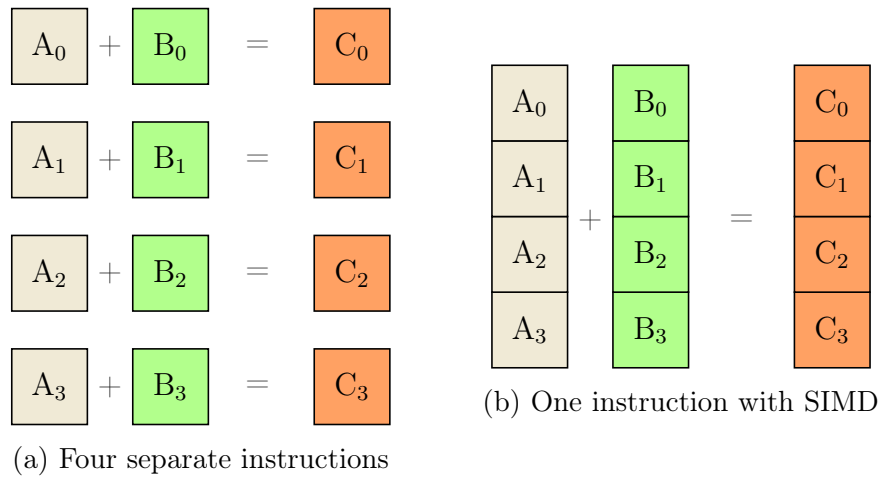 A₀ + B₀ = C₀
A₁ + B₁ = C₁
A₂ + B₂ = C₂
A₃ + B₃ = C₃
(a) Four separate instructions
A₀ B₀ C₀
A₁ B₁ C₁
+ =
A₂ B₂ C₂
A₃ B₃ C₃
(b) One instruction with SIMD